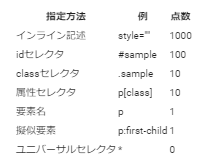 指定方法 例 点数
インライン記述 style="" 1000
idセレクタ #sample 100
classセレクタ .sample 10
属性セレクタ p[class] 10
要素名 p 1
擬似要素 p:first-child 1
ユニバーサルセレクタ * 0